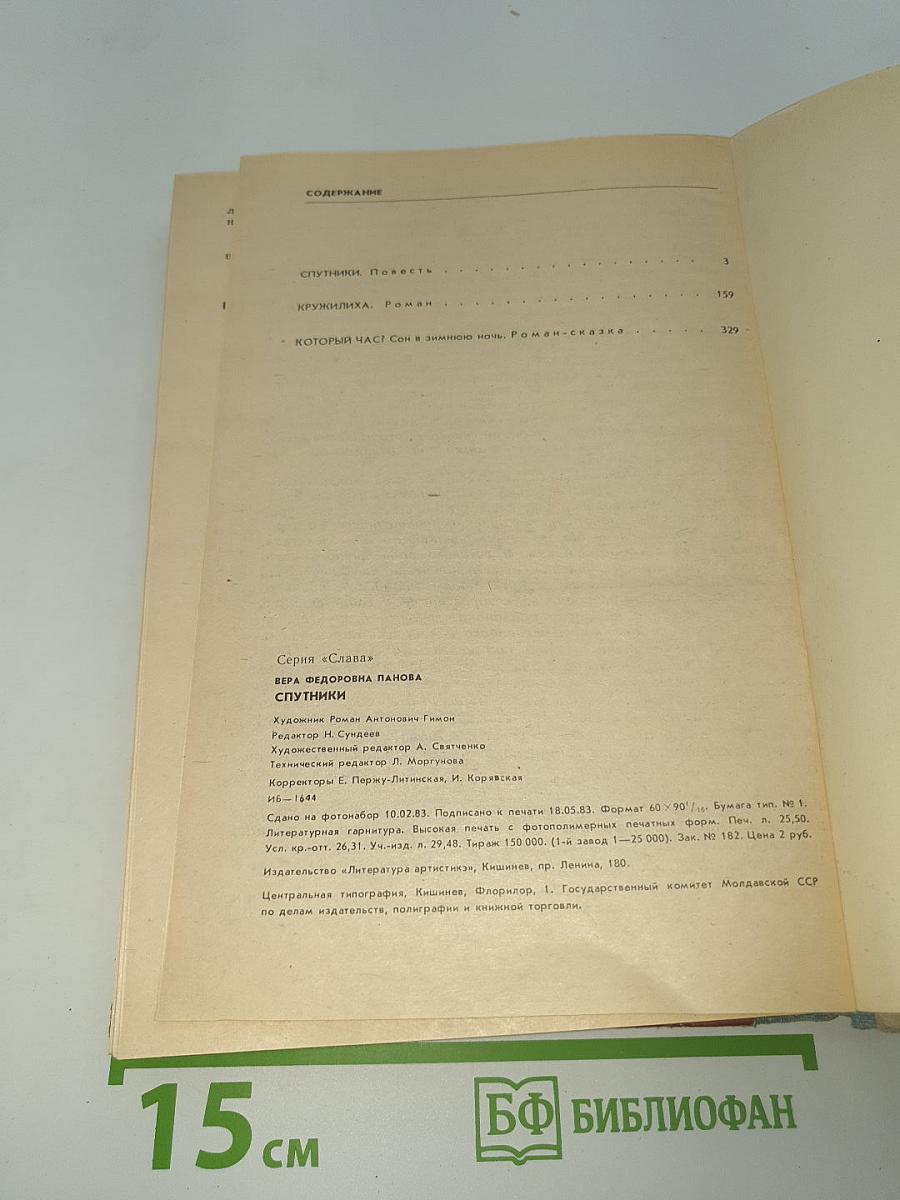 СОДЕРЖАНИЕ
СПУТНИКИ. Повесть . . . . . . . . . . . . . . . . . 3
КРУЖИЛИХА. Роман . . . . . . . . . . . . . . . . . 159
КОТОРЫЙ ЧАС? Сон в зимнюю ночь. Роман-сказка . . . . . 329
Серия «Слава»
ВЕРА ФЕДОРОВНА ПАНОВА
СПУТНИКИ
Художник Роман Антонович Гимон
Редактор Н. Сундеев
Художественный редактор А. Святченко
Технический редактор Л. Моргунова
Корректоры Е. Пержу-Литинская, И. Корявская
ИБ—1644
Сдано на фотонабор 10.02.83. Подписано к печати 18.05.83. Формат 60×90¹/₁₆. Бумага тип. № 1.
Литературная гарнитура. Высокая печать с фотополимерных печатных форм. Печ. л. 25,50.
Усл. кр.-отт. 26,31. Уч.-изд. л. 29,48. Тираж 150 000. (1-й завод 1—25 000). Зак. № 182. Цена 2 руб.
Издательство «Литература артистикэ», Кишинев, пр. Ленина, 180.
Центральная типография, Кишинев, Флорилор, 1. Государственный комитет Молдавской ССР
по делам издательств, полиграфии и книжной торговли.
15 см
БФ БИБЛИОФАН